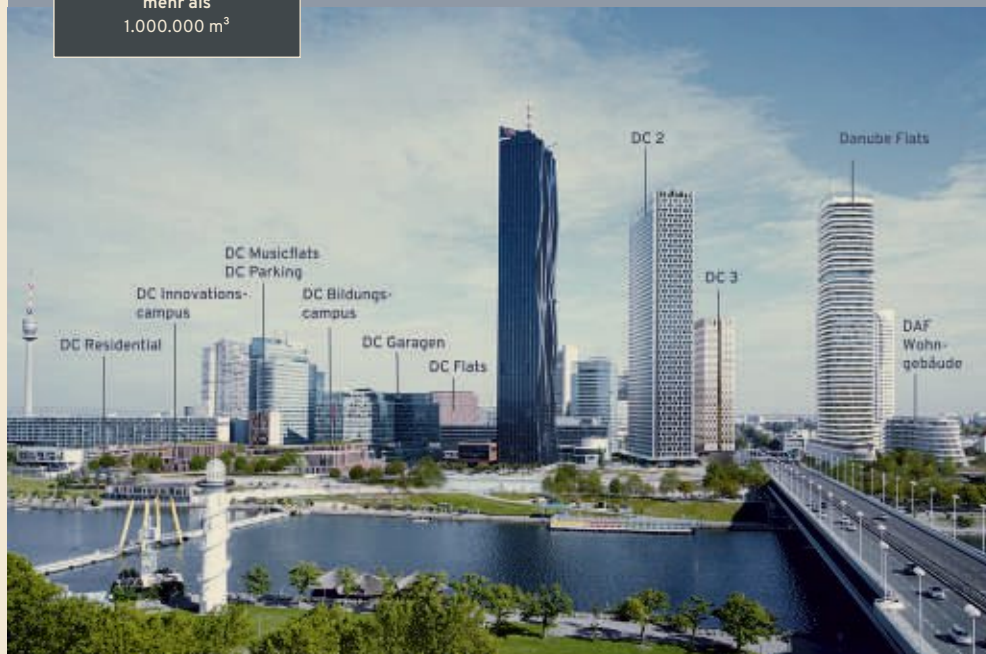 mehr als
1.000.000 m³
DC 2
Danube Flats
DC Musicflats
DC Parking
DC 3
DC Innovations-
campus
DC Bildungs-
campus
DC Residential
DC Garagen
DC Flats
DAF
Wohn-
gebäude